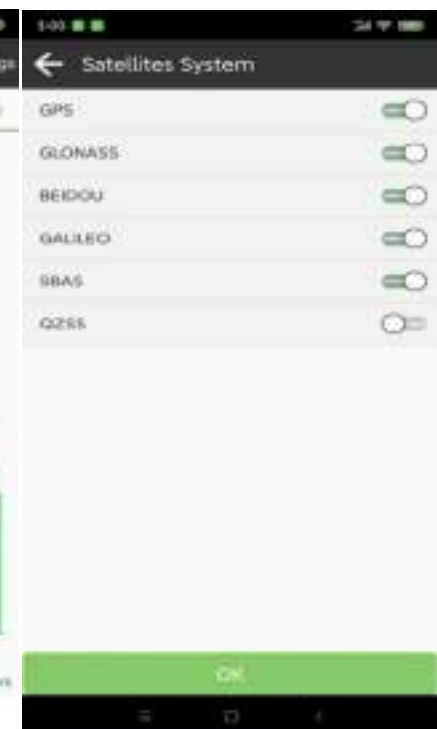 Satellites System
GPS
GLONASS
BEIDOU
GALILEO
SBAS
QZSS
OK